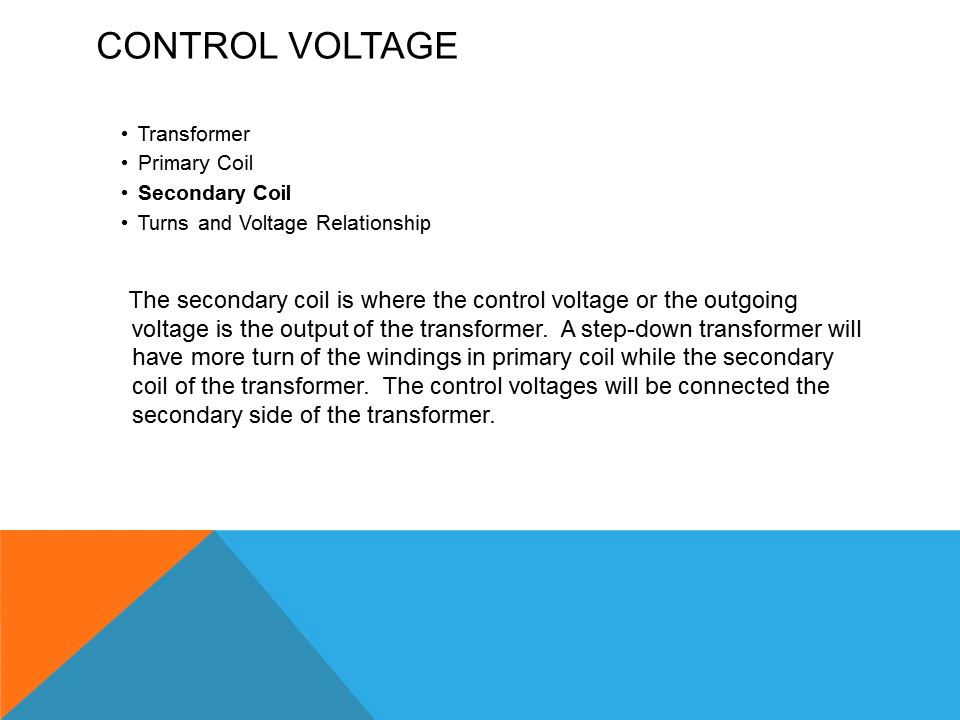 CONTROL VOLTAGE
• Transformer
• Primary Coil
• Secondary Coil
• Turns and Voltage Relationship
The secondary coil is where the control voltage or the outgoing
voltage is the output of the transformer. A step-down transformer will
have more turn of the windings in primary coil while the secondary
coil of the transformer. The control voltages will be connected the
secondary side of the transformer.